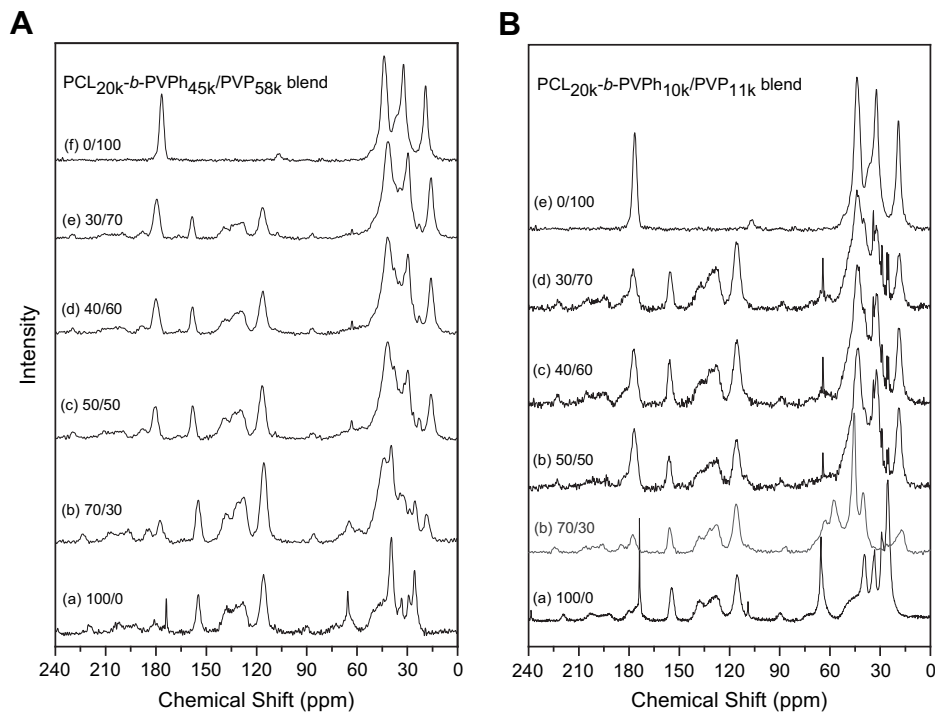 A
PCL20k-b-PVPh45k/PVP58k blend
(f) 0/100
(e) 30/70
(d) 40/60
(c) 50/50
(b) 70/30
(a) 100/0
Intensity
240 210 180 150 120 90 60 30 0
Chemical Shift (ppm)
B
PCL20k-b-PVPh10k/PVP11k blend
(e) 0/100
(d) 30/70
(c) 40/60
(b) 50/50
(b) 70/30
(a) 100/0
240 210 180 150 120 90 60 30 0
Chemical Shift (ppm)